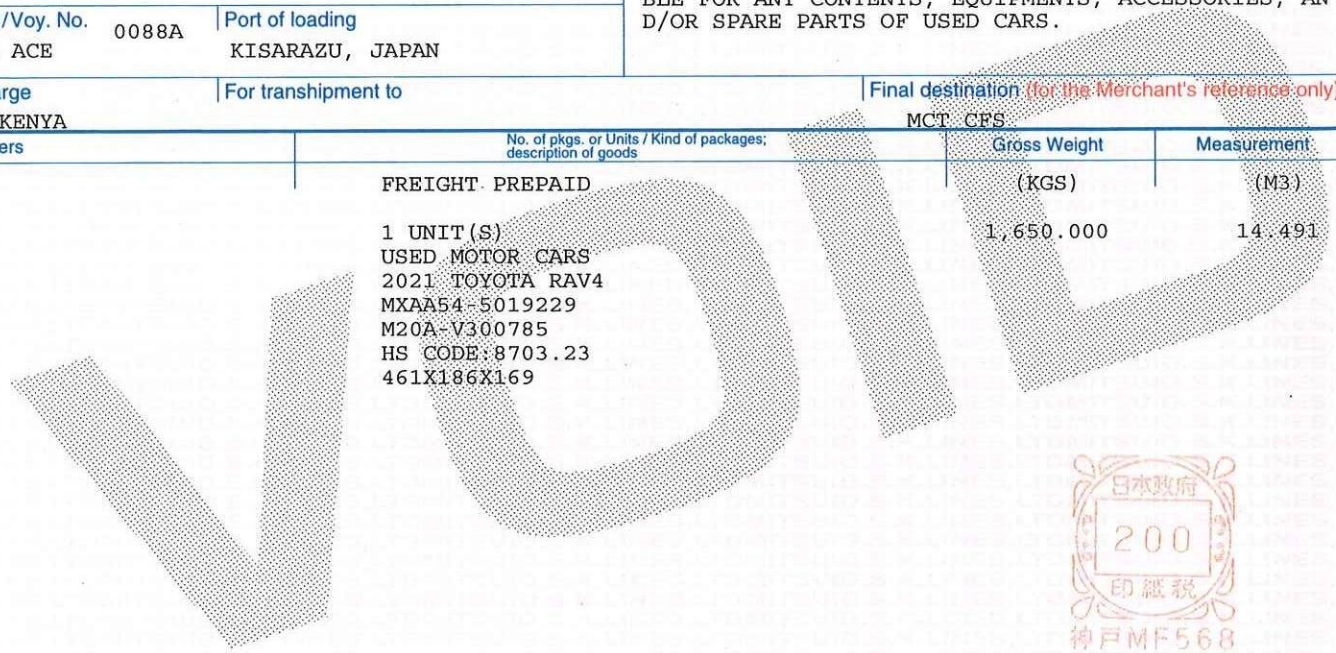 BLE FOR ANY CONTENTS, EQUIPMENTS, ACCESSORIES, AN
D/OR SPARE PARTS OF USED CARS.
/Voy. No. 0088A Port of loading
ACE KISARAZU, JAPAN
arge For transhipment to Final destination (for the Merchant's reference only)
KENYA MCT CFS
ers No. of pkgs. or Units / Kind of packages; Gross Weight Measurement
description of goods
FREIGHT PREPAID (KGS) (M3)
1 UNIT(S) 1,650.000 14.491
USED MOTOR CARS
2021 TOYOTA RAV4
MXAA54-5019229
M20A-V300785
HS CODE:8703.23
461X186X169
VOID
日本政府
200
印紙税
神戸MF568